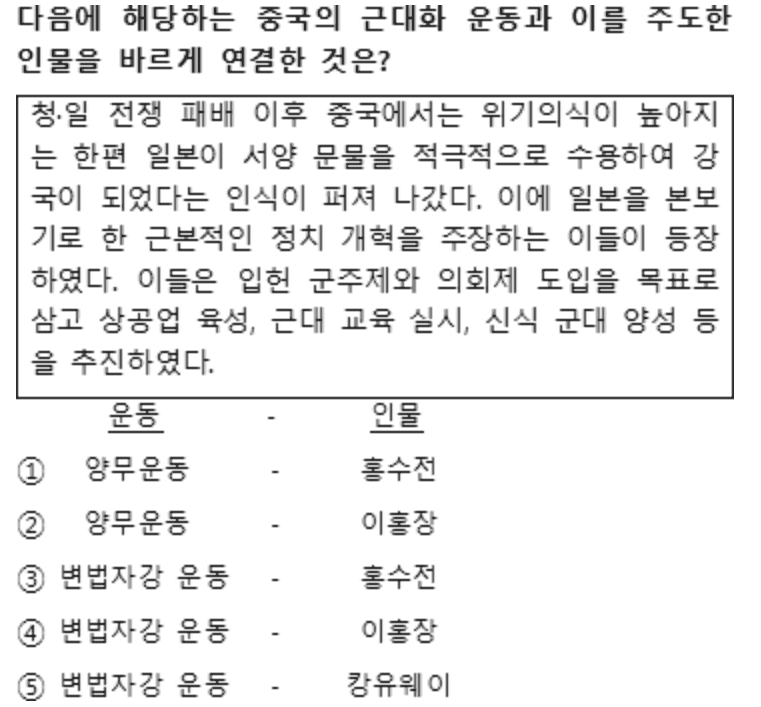 다음에 해당하는 중국의 근대화 운동과 이를 주도한
인물을 바르게 연결한 것은?
청·일 전쟁 패배 이후 중국에서는 위기의식이 높아지
는 한편 일본이 서양 문물을 적극적으로 수용하여 강
국이 되었다는 인식이 퍼져 나갔다. 이에 일본을 본보
기로 한 근본적인 정치 개혁을 주장하는 이들이 등장
하였다. 이들은 입헌 군주제와 의회제 도입을 목표로
삼고 상공업 육성, 근대 교육 실시, 신식 군대 양성 등
을 추진하였다.
운동 - 인물
① 양무운동 - 홍수전
② 양무운동 - 이홍장
③ 변법자강 운동 - 홍수전
④ 변법자강 운동 - 이홍장
⑤ 변법자강 운동 - 캉유웨이